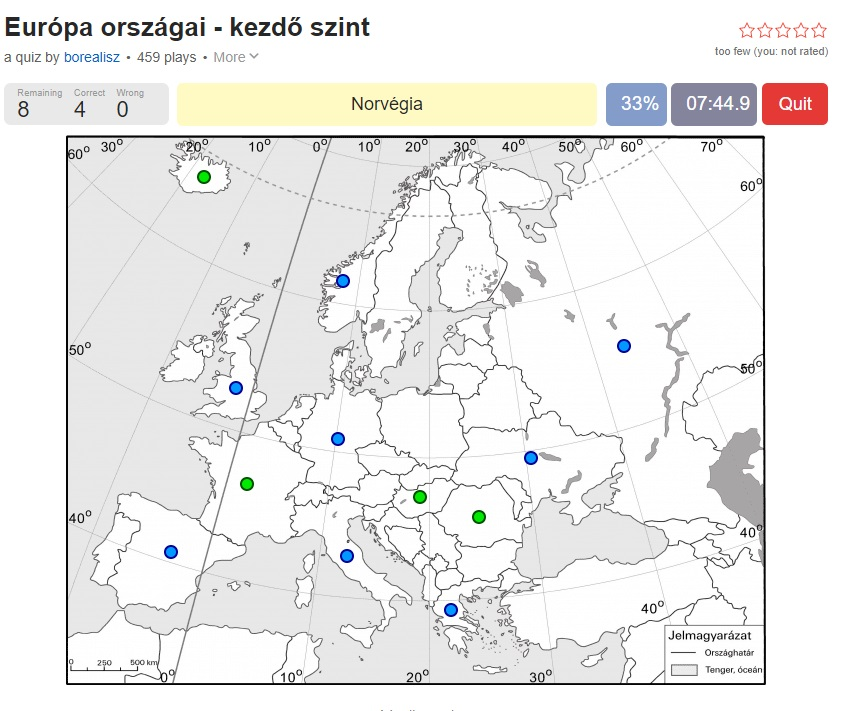 Európa országai - kezdő szint
a quiz by borealisz • 459 plays • More
too few (you: not rated)
Remaining Correct Wrong
8 4 0
Norvégia
33%
07:44.9
Quit
60° 30° 20° 10° 0° 10° 20° 30° 40° 50° 60° 70°
60°
50°
50°
40°
40°
40°
Jelmagyarázat
Országhatár
Tenger, óceán
0 250 500 km
0° 10° 20° 30°